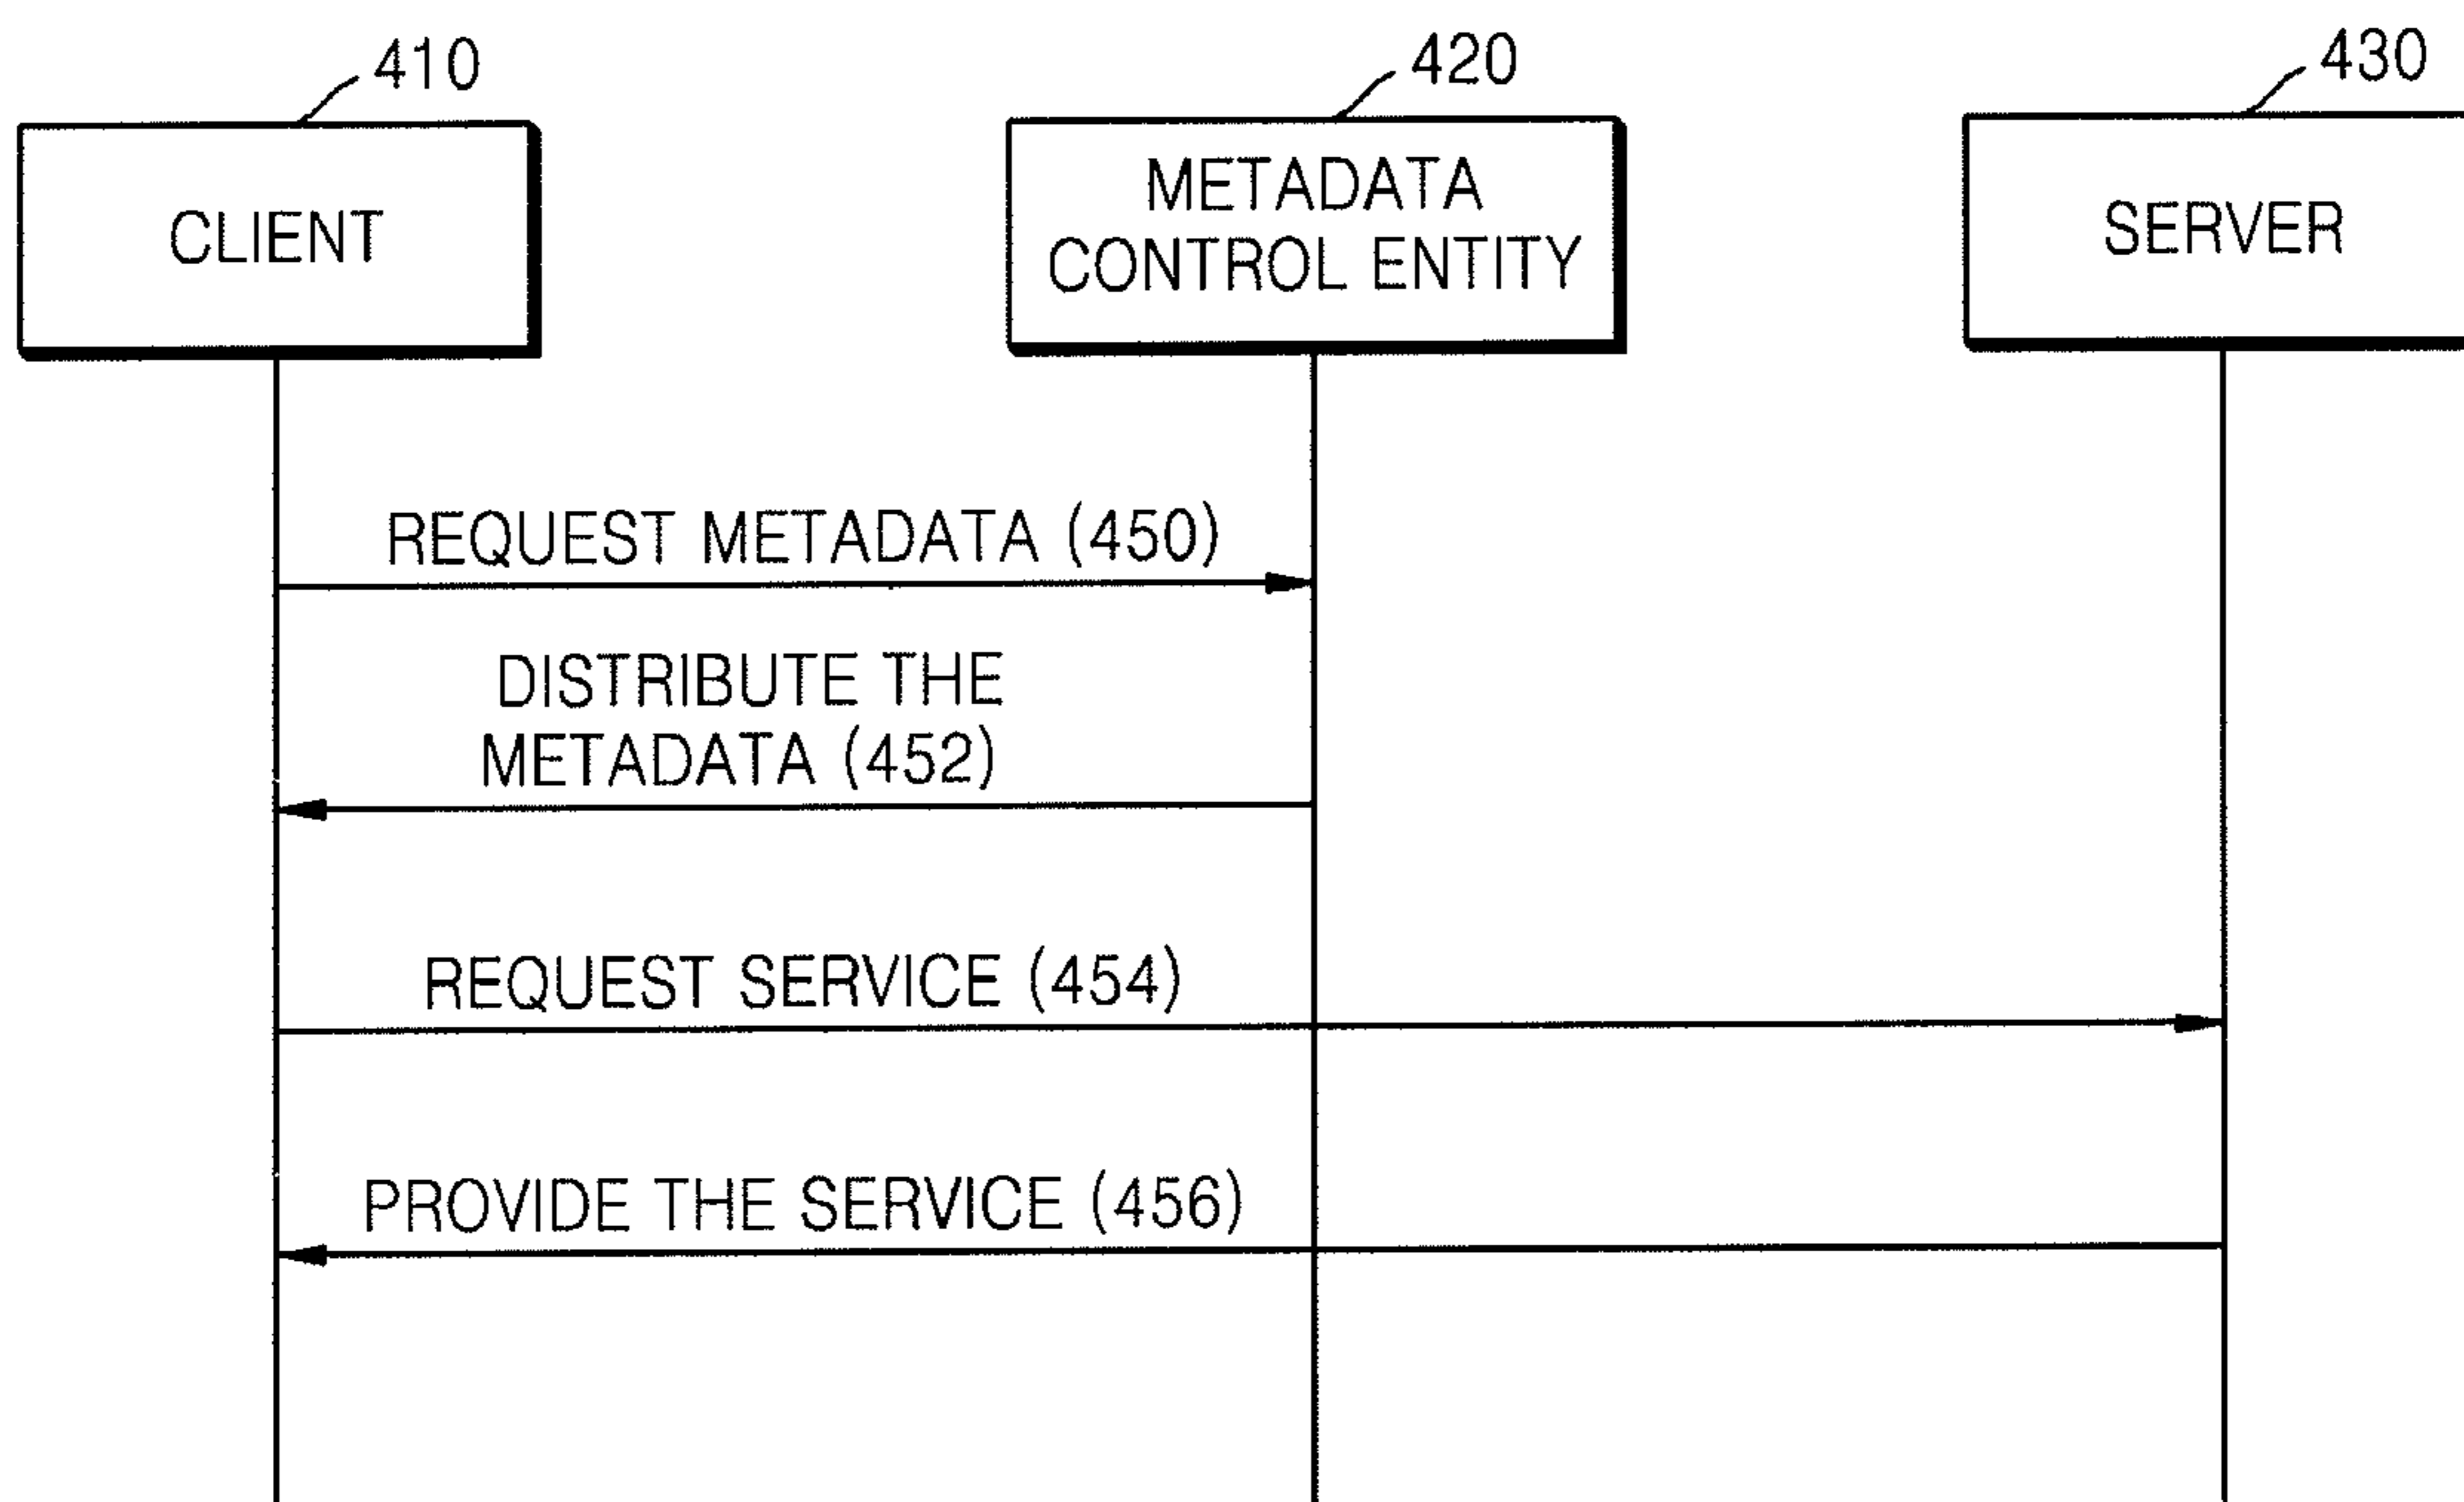 410
420
430
CLIENT
METADATA
CONTROL ENTITY
SERVER
REQUEST METADATA (450)
DISTRIBUTE THE
METADATA (452)
REQUEST SERVICE (454)
PROVIDE THE SERVICE (456)